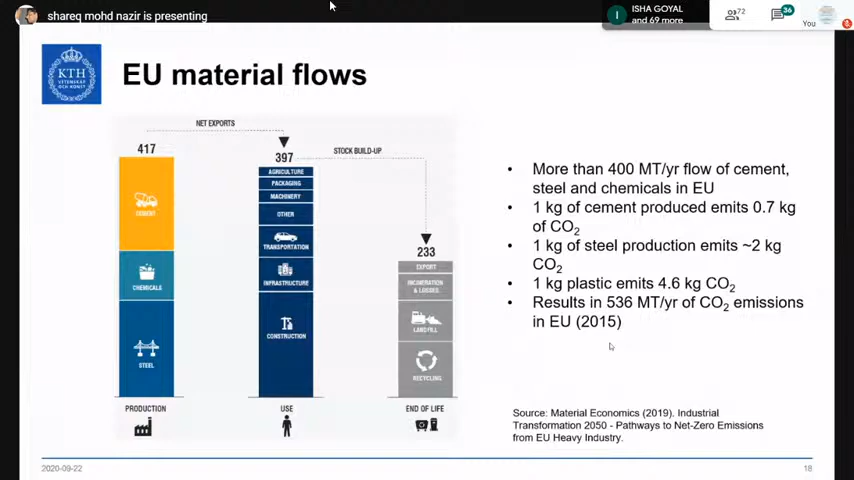 shareq mohd nazir is presenting
ISHA GOYAL
and 69 more
72
36
You
KTH
VETENSKAP
OCH KONST
EU material flows
NET EXPORTS
417
397
STOCK BUILD-UP
233
CEMENT
CHEMICALS
STEEL
PRODUCTION
AGRICULTURE
PACKAGING
MACHINERY
OTHER
TRANSPORTATION
INFRASTRUCTURE
CONSTRUCTION
USE
EXPORT
INCINERATION
& LOSSES
LANDFILL
RECYCLING
END OF LIFE
• More than 400 MT/yr flow of cement,
steel and chemicals in EU
• 1 kg of cement produced emits 0.7 kg
of CO2
• 1 kg of steel production emits ~2 kg
CO2
• 1 kg plastic emits 4.6 kg CO2
• Results in 536 MT/yr of CO2 emissions
in EU (2015)
Source: Material Economics (2019). Industrial
Transformation 2050 - Pathways to Net-Zero Emissions
from EU Heavy Industry.
2020-09-22
18